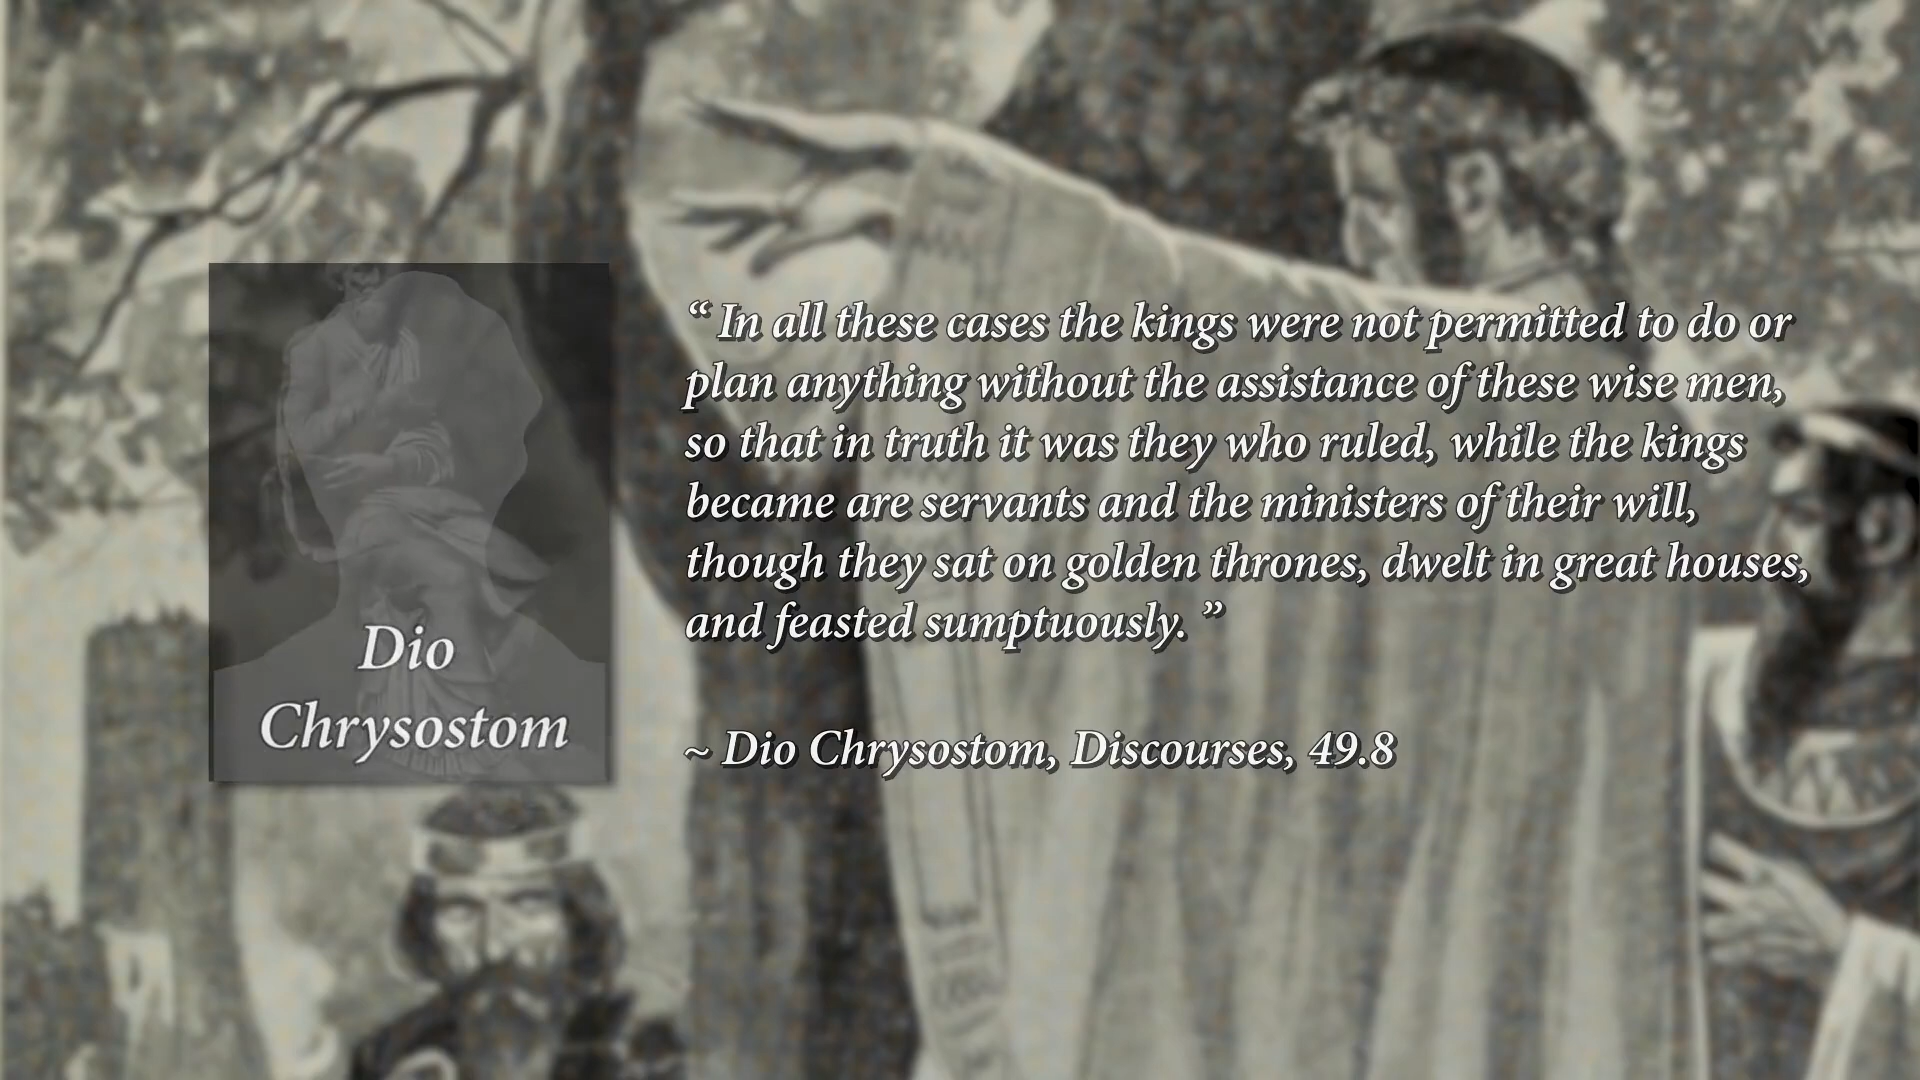 Dio
Chrysostom
“ In all these cases the kings were not permitted to do or
plan anything without the assistance of these wise men,
so that in truth it was they who ruled, while the kings
became are servants and the ministers of their will,
though they sat on golden thrones, dwelt in great houses,
and feasted sumptuously. ”
~ Dio Chrysostom, Discourses, 49.8